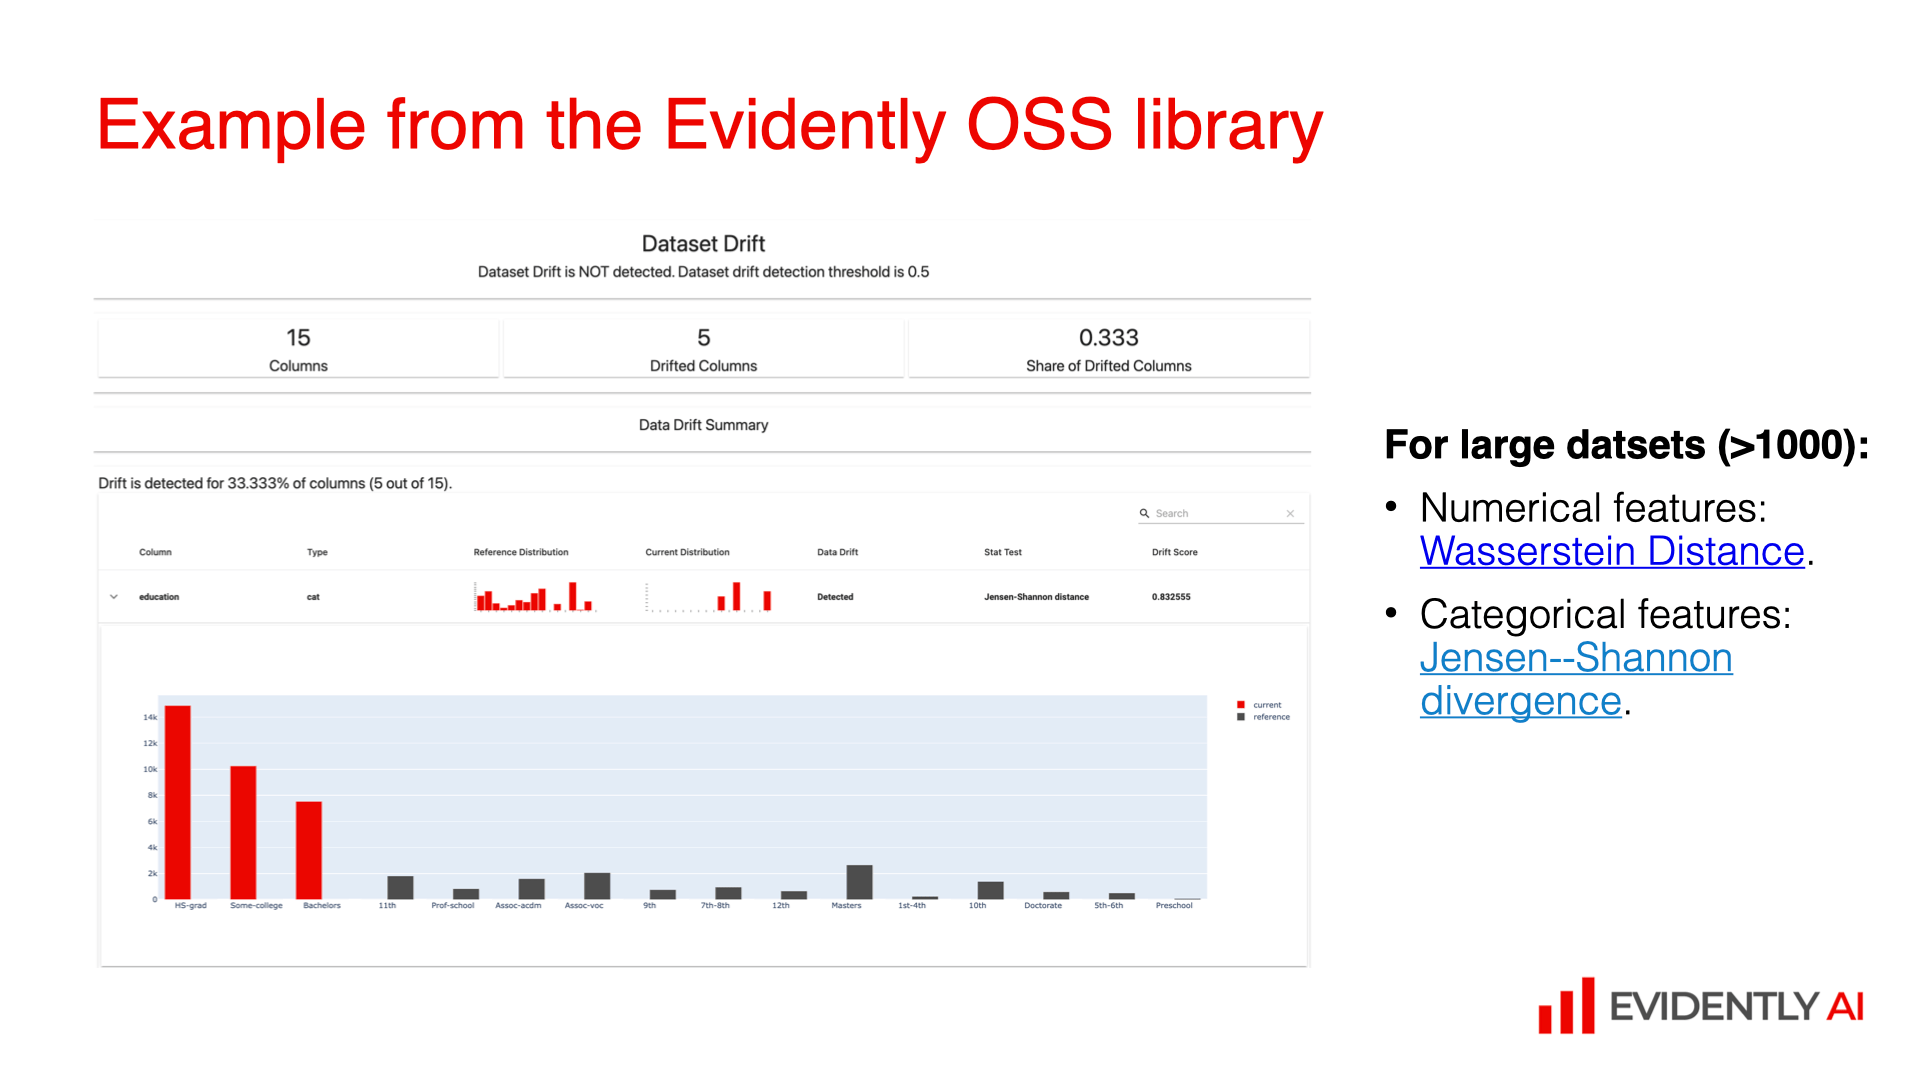 Example from the Evidently OSS library
Dataset Drift
Dataset Drift is NOT detected. Dataset drift detection threshold is 0.5
15
Columns
5
Drifted Columns
0.333
Share of Drifted Columns
Data Drift Summary
Drift is detected for 33.333% of columns (5 out of 15).
Search
Column Type Reference Distribution Current Distribution Data Drift Stat Test Drift Score
education cat Detected Jensen-Shannon distance 0.832555
current
reference
14k
12k
10k
8k
6k
4k
2k
0
HS-grad Some-college Bachelors 11th Prof-school Assoc-acdm Assoc-voc 9th 7th-8th 12th Masters 1st-4th 10th Doctorate 5th-6th Preschool
For large datsets (>1000):
• Numerical features:
Wasserstein Distance.
• Categorical features:
Jensen--Shannon
divergence.
EVIDENTLY AI